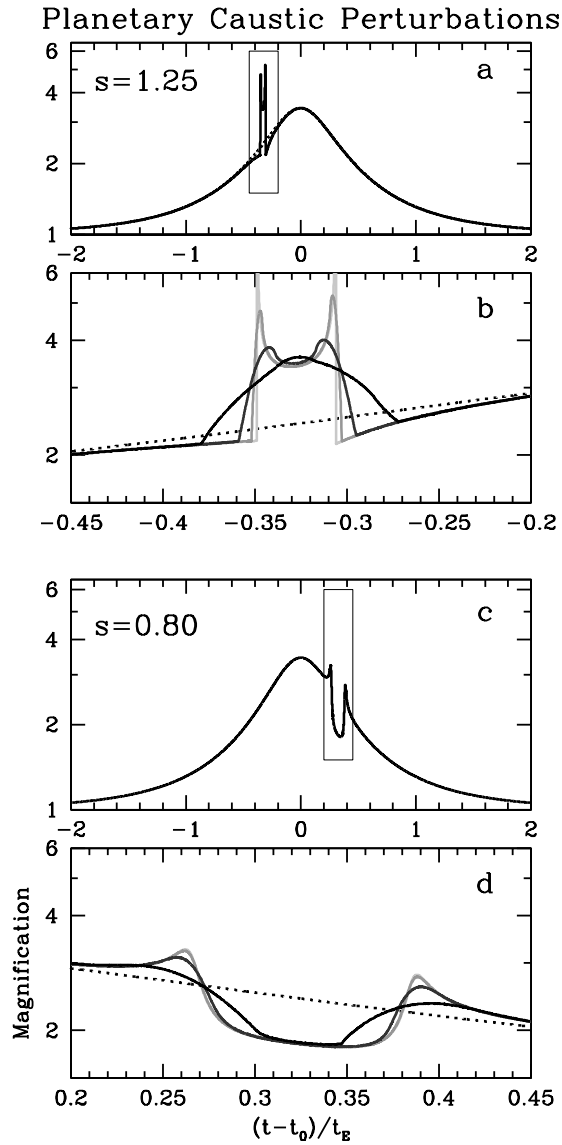 Planetary Caustic Perturbations
6
s=1.25
a
4
2
1
-2 -1 0 1 2
6
b
4
2
-0.45 -0.4 -0.35 -0.3 -0.25 -0.2
6
c
s=0.80
4
2
1
-2 -1 0 1 2
6
d
4
2
Magnification
0.2 0.25 0.3 0.35 0.4 0.45
(t-t0)/tE